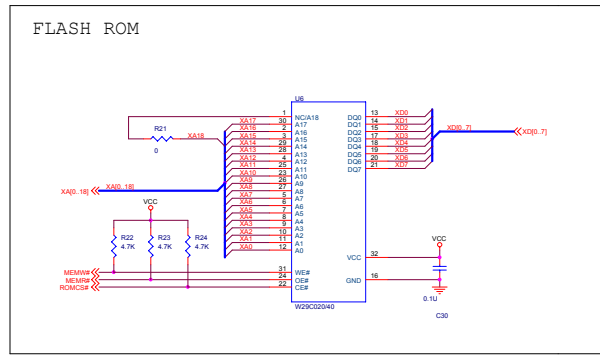 FLASH ROM
U6
1 NC/A18 DQ0 13 XD0
XA17 30 A17 DQ1 14 XD1
XA16 2 A16 DQ2 15 XD2
R21 XA18 XA15 3 A15 DQ3 17 XD3
XA14 29 A14 DQ4 18 XD4
0 XA13 28 A13 DQ5 19 XD5
XA12 4 A12 DQ6 20 XD6
XA11 25 A11 DQ7 21 XD7
XD[0..7] XD[0..7]
XA10 23 A10
XA9 26 A9
XA[0..18] XA[0..18] XA8 27 A8
XA7 5 A7
VCC XA6 6 A6
XA5 7 A5
XA4 8 A4
XA3 9 A3
R22 R23 R24 XA2 10 A2
XA1 11 A1
4.7K 4.7K 4.7K XA0 12 A0
VCC
VCC 32
MEMW# 31 WE#
MEMR# 24 OE# GND 16
ROMCS# 22 CE#
0.1U
W29C020/40
C30